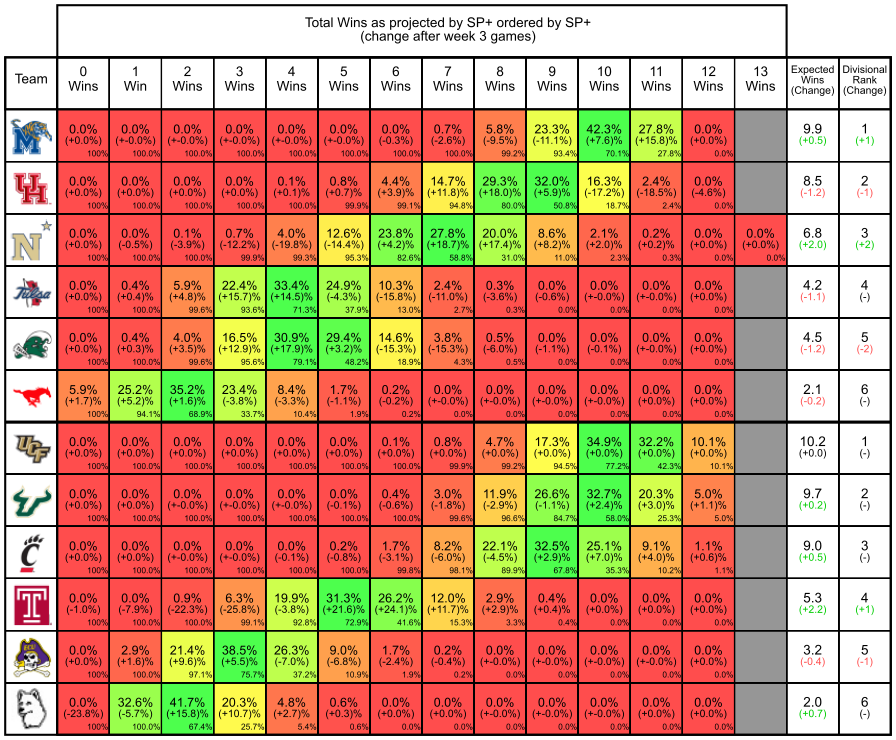 Total Wins as projected by SP+ ordered by SP+
(change after week 3 games)
Team 0 Wins 1 Win 2 Wins 3 Wins 4 Wins 5 Wins 6 Wins 7 Wins 8 Wins 9 Wins 10 Wins 11 Wins 12 Wins 13 Wins Expected Wins (Change) Divisional Rank (Change)
M
0.0% 0.0% 0.0% 0.0% 0.0% 0.0% 0.0% 0.7% 5.8% 23.3% 42.3% 27.8% 0.0% 9.9 1
(+0.0)% (+-0.0)% (+-0.0)% (+-0.0)% (+-0.0)% (+-0.0)% (-0.3)% (-2.6)% (-9.5)% (-11.1)% (+7.6)% (+15.8)% (+0.0)% (+0.5) (+1)
100% 100.0% 100.0% 100.0% 100.0% 100.0% 100.0% 100.0% 99.2% 93.4% 70.1% 27.8% 0.0%
UH
0.0% 0.0% 0.0% 0.0% 0.1% 0.8% 4.4% 14.7% 29.3% 32.0% 16.3% 2.4% 0.0% 8.5 2
(+0.0)% (+0.0)% (+0.0)% (+0.0)% (+0.1)% (+0.7)% (+3.9)% (+11.8)% (+18.0)% (+5.9)% (-17.2)% (-18.5)% (-4.6)% (-1.2) (-1)
100% 100.0% 100.0% 100.0% 100.0% 99.9% 99.1% 94.8% 80.0% 50.8% 18.7% 2.4% 0.0%
N
0.0% 0.0% 0.1% 0.7% 4.0% 12.6% 23.8% 27.8% 20.0% 8.6% 2.1% 0.2% 0.0% 0.0% 6.8 3
(+0.0)% (-0.5)% (-3.9)% (-12.2)% (-19.8)% (-14.4)% (+4.2)% (+18.7)% (+17.4)% (+8.2)% (+2.0)% (+0.2)% (+0.0)% (+0.0)% (+2.0) (+2)
100% 100.0% 100.0% 99.9% 99.3% 95.3% 82.6% 58.8% 31.0% 11.0% 2.3% 0.3% 0.0% 0.0%
Tulsa
0.0% 0.4% 5.9% 22.4% 33.4% 24.9% 10.3% 2.4% 0.3% 0.0% 0.0% 0.0% 0.0% 4.2 4
(+0.0)% (+0.4)% (+4.8)% (+15.7)% (+14.5)% (-4.3)% (-15.8)% (-11.0)% (-3.6)% (-0.6)% (+-0.0)% (+-0.0)% (+-0.0)% (-1.1) (-)
100% 100.0% 99.6% 93.6% 71.3% 37.9% 13.0% 2.7% 0.3% 0.0% 0.0% 0.0% 0.0%
0.0% 0.4% 4.0% 16.5% 30.9% 29.4% 14.6% 3.8% 0.5% 0.0% 0.0% 0.0% 0.0% 4.5 5
(+0.0)% (+0.3)% (+3.5)% (+12.9)% (+17.9)% (+3.2)% (-15.3)% (-15.3)% (-6.0)% (-1.1)% (-0.1)% (+-0.0)% (+0.0)% (-1.2) (-2)
100% 100.0% 99.6% 95.6% 79.1% 48.2% 18.9% 4.3% 0.5% 0.0% 0.0% 0.0% 0.0%
5.9% 25.2% 35.2% 23.4% 8.4% 1.7% 0.2% 0.0% 0.0% 0.0% 0.0% 0.0% 0.0% 2.1 6
(+1.7)% (+5.2)% (+1.6)% (-3.8)% (-3.3)% (-1.1)% (-0.2)% (+-0.0)% (+-0.0)% (+-0.0)% (+-0.0)% (+-0.0)% (+-0.0)% (-0.2) (-)
100% 94.1% 68.9% 33.7% 10.4% 1.9% 0.2% 0.0% 0.0% 0.0% 0.0% 0.0% 0.0%
UCF
0.0% 0.0% 0.0% 0.0% 0.0% 0.0% 0.1% 0.8% 4.7% 17.3% 34.9% 32.2% 10.1% 10.2 1
(+0.0)% (+0.0)% (+0.0)% (+0.0)% (+0.0)% (+0.0)% (+0.0)% (+0.0)% (+0.0)% (+0.0)% (+0.0)% (+0.0)% (+0.0)% (+0.0) (-)
100% 100.0% 100.0% 100.0% 100.0% 100.0% 100.0% 99.9% 99.2% 94.5% 77.2% 42.3% 10.1%
0.0% 0.0% 0.0% 0.0% 0.0% 0.0% 0.4% 3.0% 11.9% 26.6% 32.7% 20.3% 5.0% 9.7 2
(+0.0)% (+-0.0)% (+-0.0)% (+-0.0)% (+-0.0)% (-0.1)% (-0.6)% (-1.8)% (-2.9)% (-1.1)% (+2.4)% (+3.0)% (+1.1)% (+0.2) (-)
100% 100.0% 100.0% 100.0% 100.0% 100.0% 100.0% 99.6% 96.6% 84.7% 58.0% 25.3% 5.0%
C
0.0% 0.0% 0.0% 0.0% 0.0% 0.2% 1.7% 8.2% 22.1% 32.5% 25.1% 9.1% 1.1% 9.0 3
(+0.0)% (+0.0)% (+-0.0)% (+-0.0)% (-0.1)% (-0.8)% (-3.1)% (-6.0)% (-4.5)% (+2.9)% (+7.0)% (+4.0)% (+0.6)% (+0.5) (-)
100% 100.0% 100.0% 100.0% 100.0% 100.0% 99.8% 98.1% 89.9% 67.8% 35.3% 10.2% 1.1%
T
0.0% 0.0% 0.9% 6.3% 19.9% 31.3% 26.2% 12.0% 2.9% 0.4% 0.0% 0.0% 0.0% 5.3 4
(-1.0)% (-7.9)% (-22.3)% (-25.8)% (-3.8)% (+21.6)% (+24.1)% (+11.7)% (+2.9)% (+0.4)% (+0.0)% (+0.0)% (+0.0)% (+2.2) (+1)
100% 100.0% 100.0% 99.1% 92.8% 72.9% 41.6% 15.3% 3.3% 0.4% 0.0% 0.0% 0.0%
0.0% 2.9% 21.4% 38.5% 26.3% 9.0% 1.7% 0.2% 0.0% 0.0% 0.0% 0.0% 0.0% 3.2 5
(+0.0)% (+1.6)% (+9.6)% (+5.5)% (-7.0)% (-6.8)% (-2.4)% (-0.4)% (+-0.0)% (+-0.0)% (+-0.0)% (+-0.0)% (+-0.0)% (-0.4) (-1)
100% 100.0% 97.1% 75.7% 37.2% 10.9% 1.9% 0.2% 0.0% 0.0% 0.0% 0.0% 0.0%
0.0% 32.6% 41.7% 20.3% 4.8% 0.6% 0.0% 0.0% 0.0% 0.0% 0.0% 0.0% 0.0% 2.0 6
(-23.8)% (-5.7)% (+15.8)% (+10.7)% (+2.7)% (+0.3)% (+0.0)% (+-0.0)% (+-0.0)% (+-0.0)% (+-0.0)% (+-0.0)% (+-0.0)% (+0.7) (-)
100% 100.0% 67.4% 25.7% 5.4% 0.6% 0.0% 0.0% 0.0% 0.0% 0.0% 0.0% 0.0%